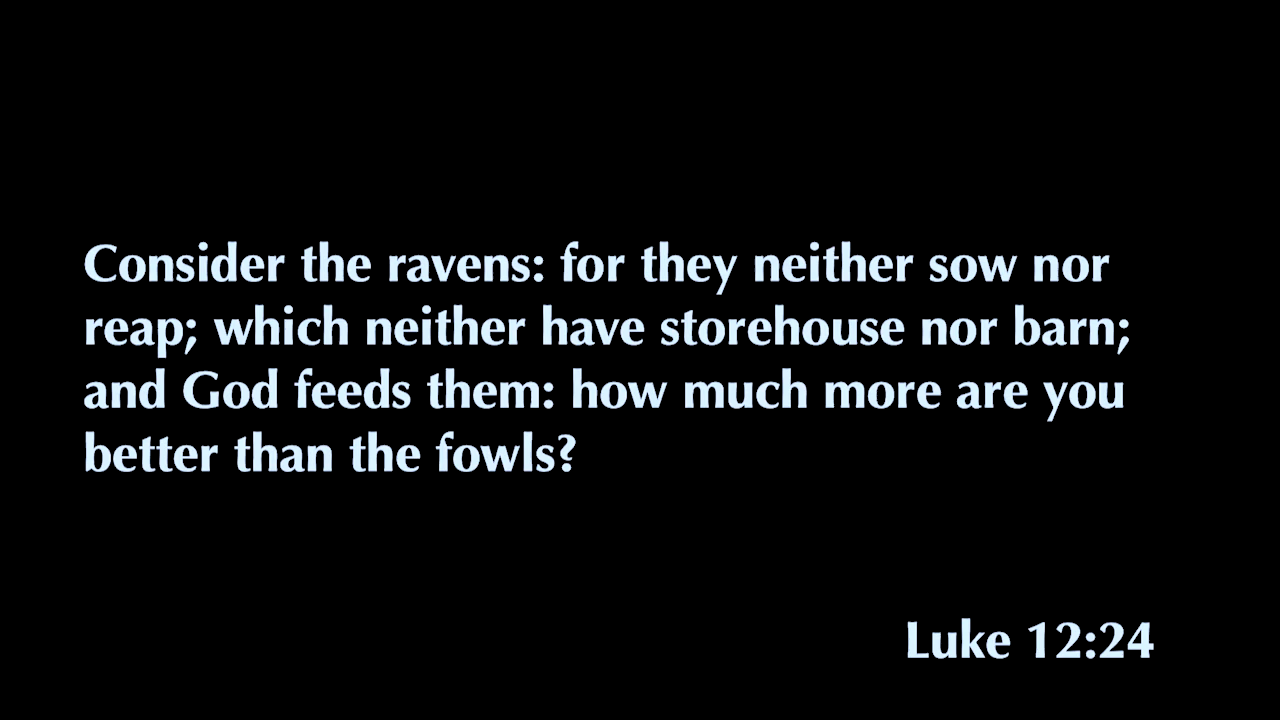 Consider the ravens: for they neither sow nor
reap; which neither have storehouse nor barn;
and God feeds them: how much more are you
better than the fowls?
Luke 12:24